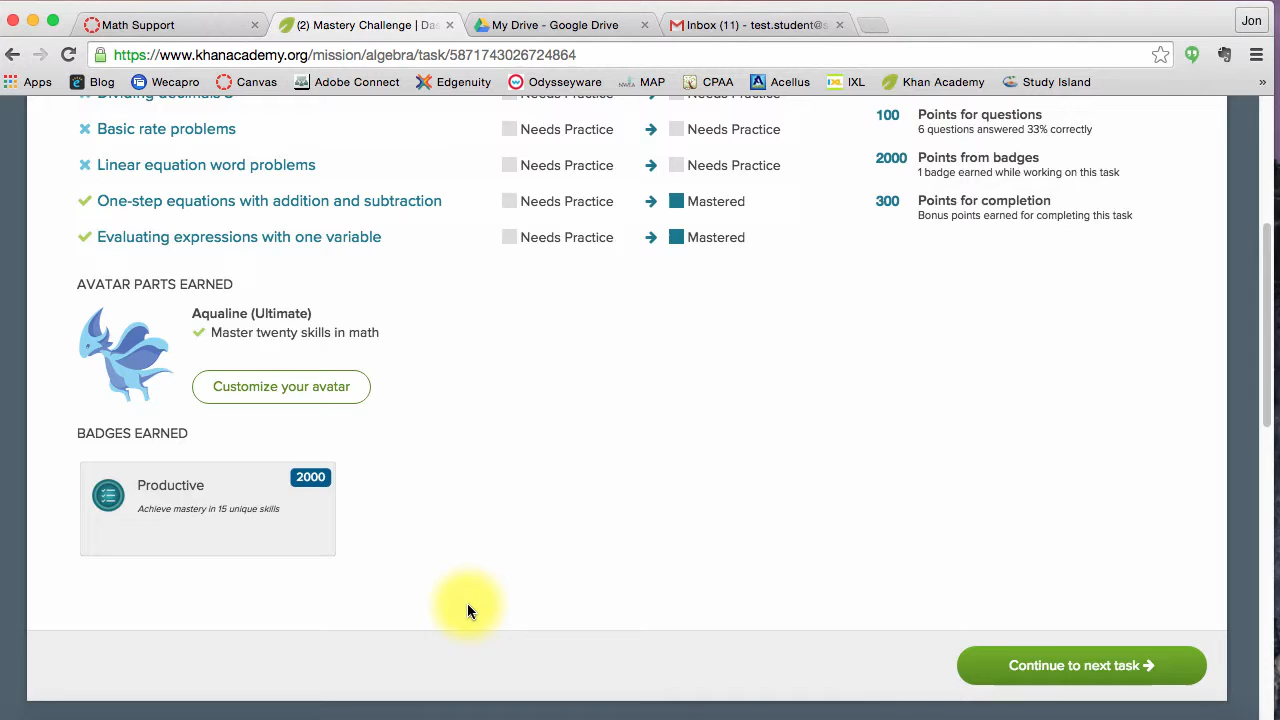 Jon
Math Support
(2) Mastery Challenge | Das
My Drive - Google Drive
Inbox (11) - test.student@s
https://www.khanacademy.org/mission/algebra/task/5871743026724864
Apps
Blog
Wecapro
Canvas
Adobe Connect
Edgenuity
Odysseyware
MAP
CPAA
Acellus
IXL
Khan Academy
Study Island
»
Needs Practice
Needs Practice
Basic rate problems
Needs Practice
Needs Practice
Linear equation word problems
Needs Practice
Needs Practice
One-step equations with addition and subtraction
Needs Practice
Mastered
Evaluating expressions with one variable
Needs Practice
Mastered
100
Points for questions
6 questions answered 33% correctly
2000
Points from badges
1 badge earned while working on this task
300
Points for completion
Bonus points earned for completing this task
AVATAR PARTS EARNED
Aqualine (Ultimate)
Master twenty skills in math
Customize your avatar
BADGES EARNED
Productive
2000
Achieve mastery in 15 unique skills
Continue to next task